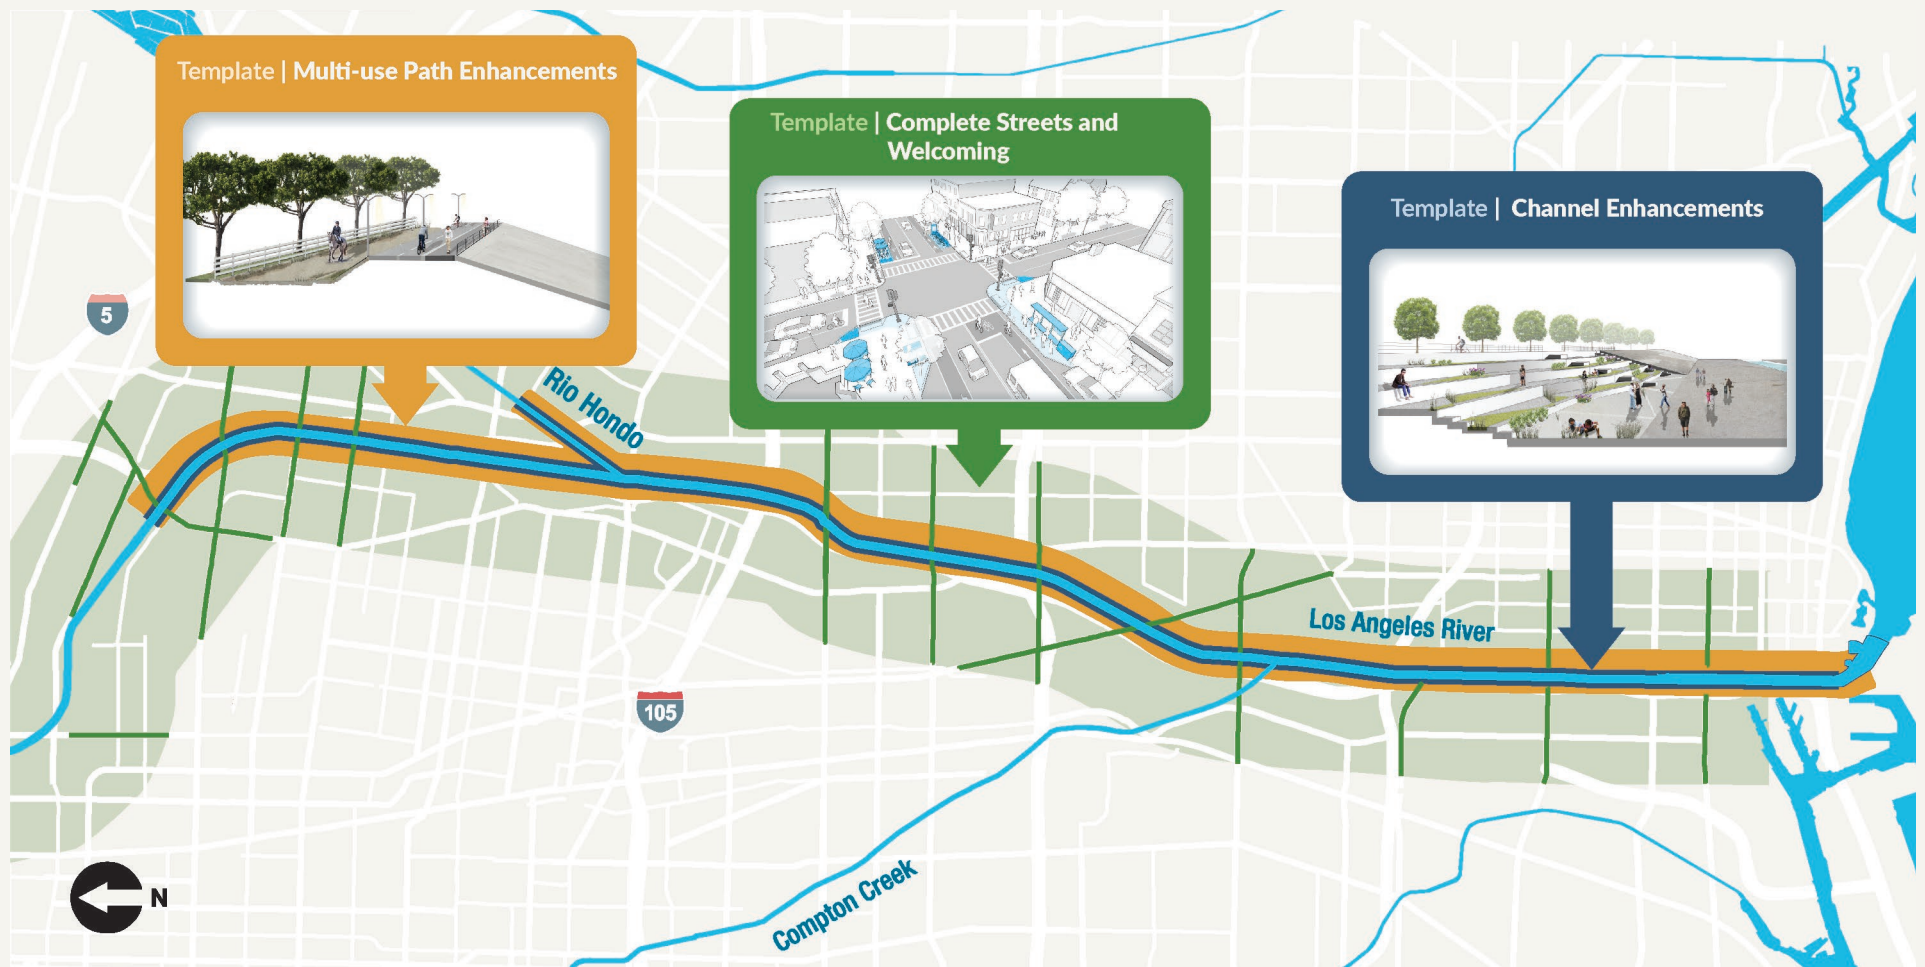 Template | Multi-use Path Enhancements
Template | Complete Streets and
Welcoming
Template | Channel Enhancements
5
Rio Hondo
Los Angeles River
105
Compton Creek
N